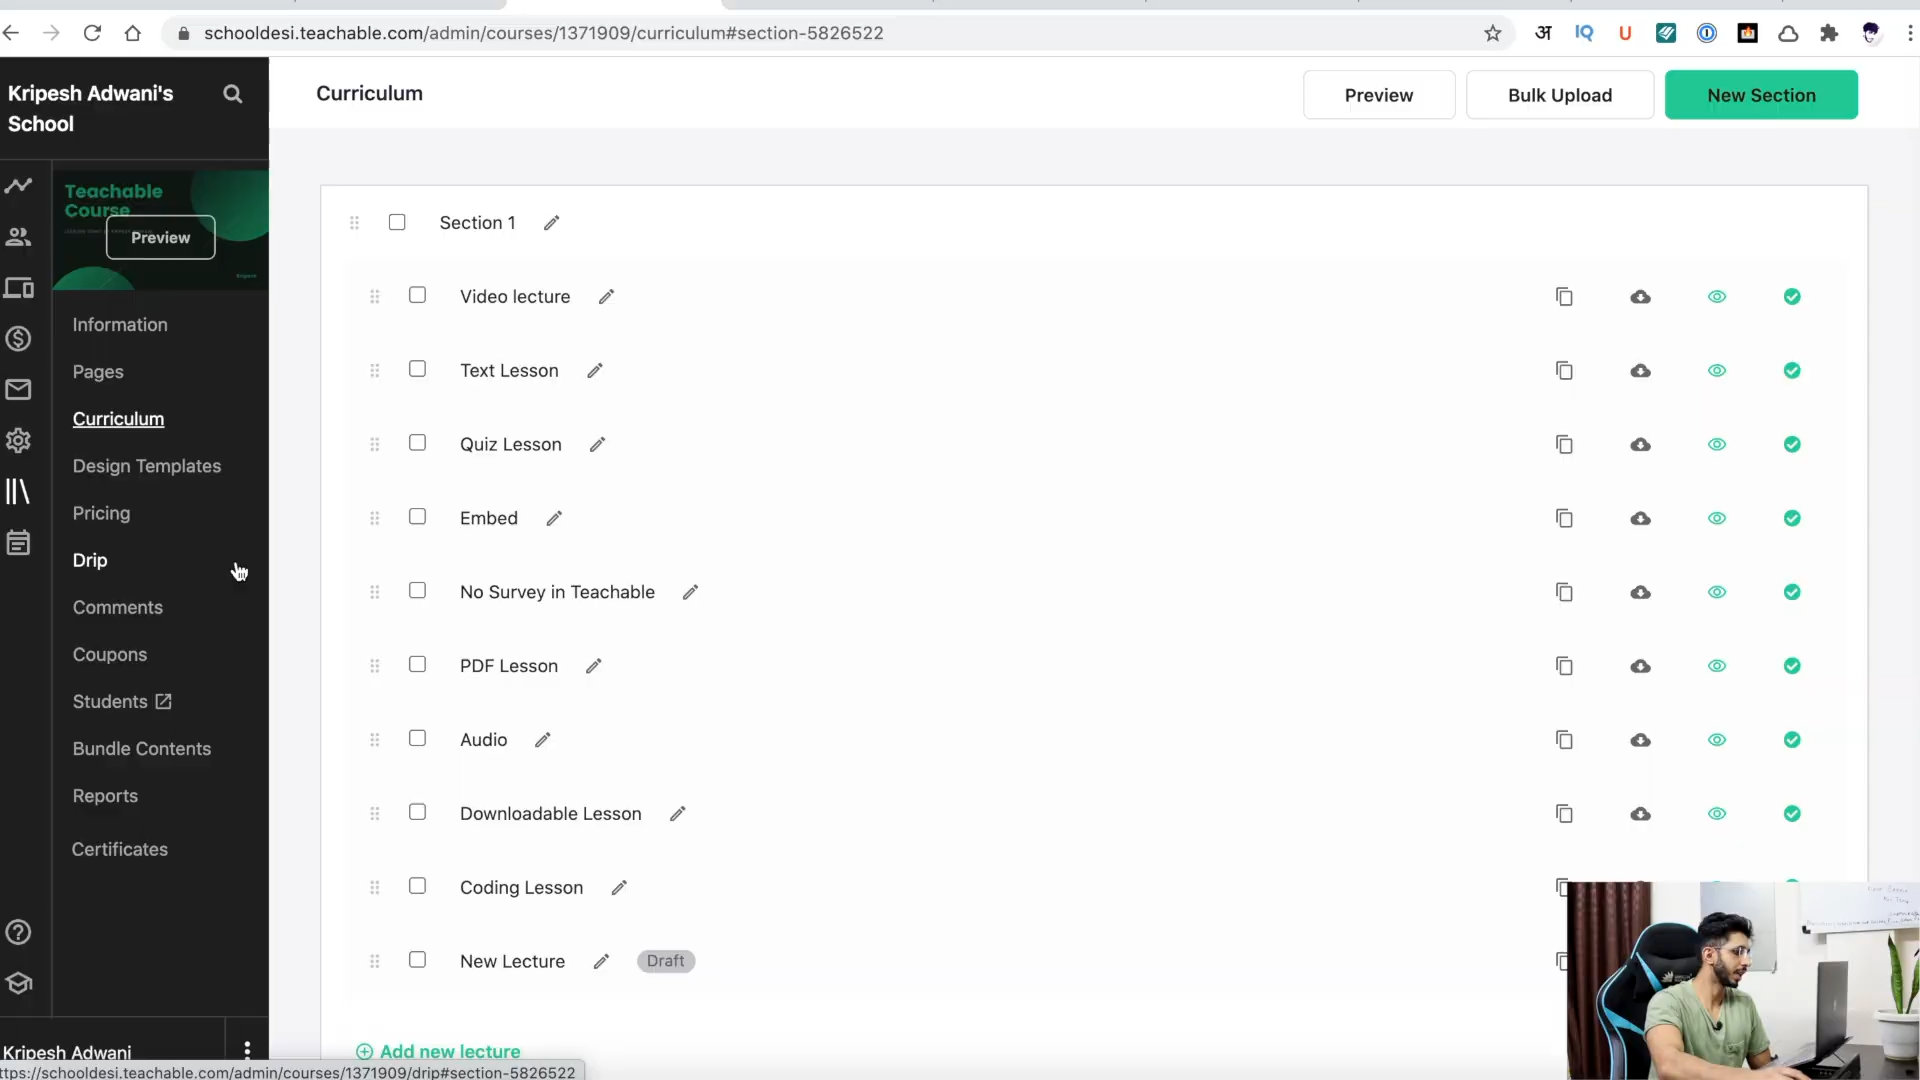 schooldesi.teachable.com/admin/courses/1371909/curriculum#section-5826522
अ
IQ
U
Kripesh Adwani's
School
Curriculum
Preview
Bulk Upload
New Section
Teachable
Course
Preview
Information
Pages
Curriculum
Design Templates
Pricing
Drip
Comments
Coupons
Students
Bundle Contents
Reports
Certificates
Section 1
Video lecture
Text Lesson
Quiz Lesson
Embed
No Survey in Teachable
PDF Lesson
Audio
Downloadable Lesson
Coding Lesson
New Lecture
Draft
Add new lecture
Kripesh Adwani
ttps://schooldesi.teachable.com/admin/courses/1371909/drip#section-5826522